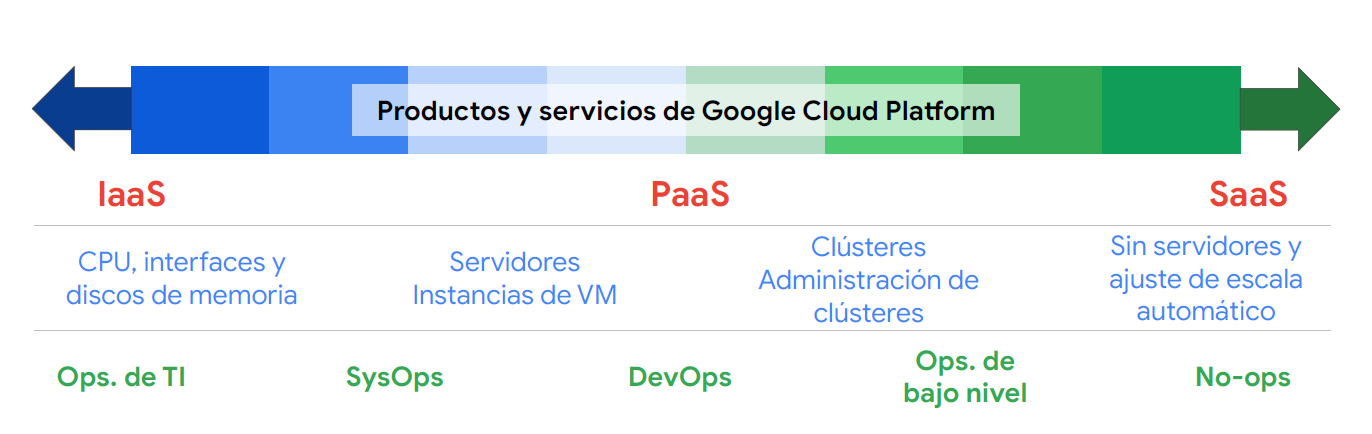 Productos y servicios de Google Cloud Platform
IaaS
PaaS
SaaS
CPU, interfaces y
discos de memoria
Servidores
Instancias de VM
Clústeres
Administración de
clústeres
Sin servidores y
ajuste de escala
automático
Ops. de TI
SysOps
DevOps
Ops. de
bajo nivel
No-ops